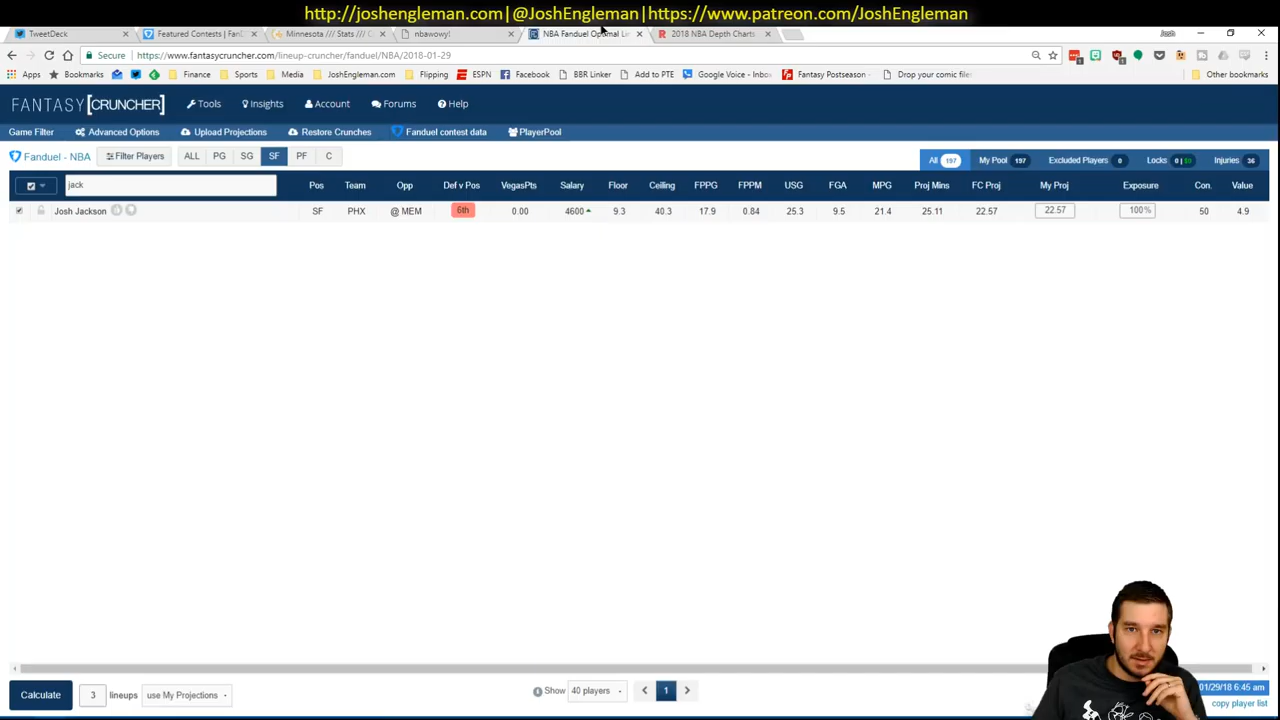 http://joshengleman.com|@JoshEngleman|https://www.patreon.com/JoshEngleman
TweetDeck × Featured Contests | FanD × Minnesota /// Stats /// C × nbawowy! × NBA Fanduel Optimal Lin × 2018 NBA Depth Charts × Josh
Secure https://www.fantasycruncher.com/lineup-cruncher/fanduel/NBA/2018-01-29
Apps Bookmarks Finance Sports Media JoshEngleman.com Flipping ESPN Facebook BBR Linker Add to PTE Google Voice - Inbo Fantasy Postseason - Drop your comic files Other bookmarks
FANTASY[CRUNCHER] Tools Insights Account Forums Help
Game Filter Advanced Options Upload Projections Restore Crunches Fanduel contest data PlayerPool
Fanduel - NBA Filter Players ALL PG SG SF PF C All 197 My Pool 197 Excluded Players 0 Locks 0 | $0 Injuries 36
jack Pos Team Opp Def v Pos VegasPts Salary Floor Ceiling FPPG FPPM USG FGA MPG Proj Mins FC Proj My Proj Exposure Con. Value
Josh Jackson SF PHX @ MEM 6th 0.00 4600 9.3 40.3 17.9 0.84 25.3 9.5 21.4 25.11 22.57 22.57 100% 50 4.9
Calculate 3 lineups use My Projections Show 40 players 1 01/29/18 6:45 am
copy player list